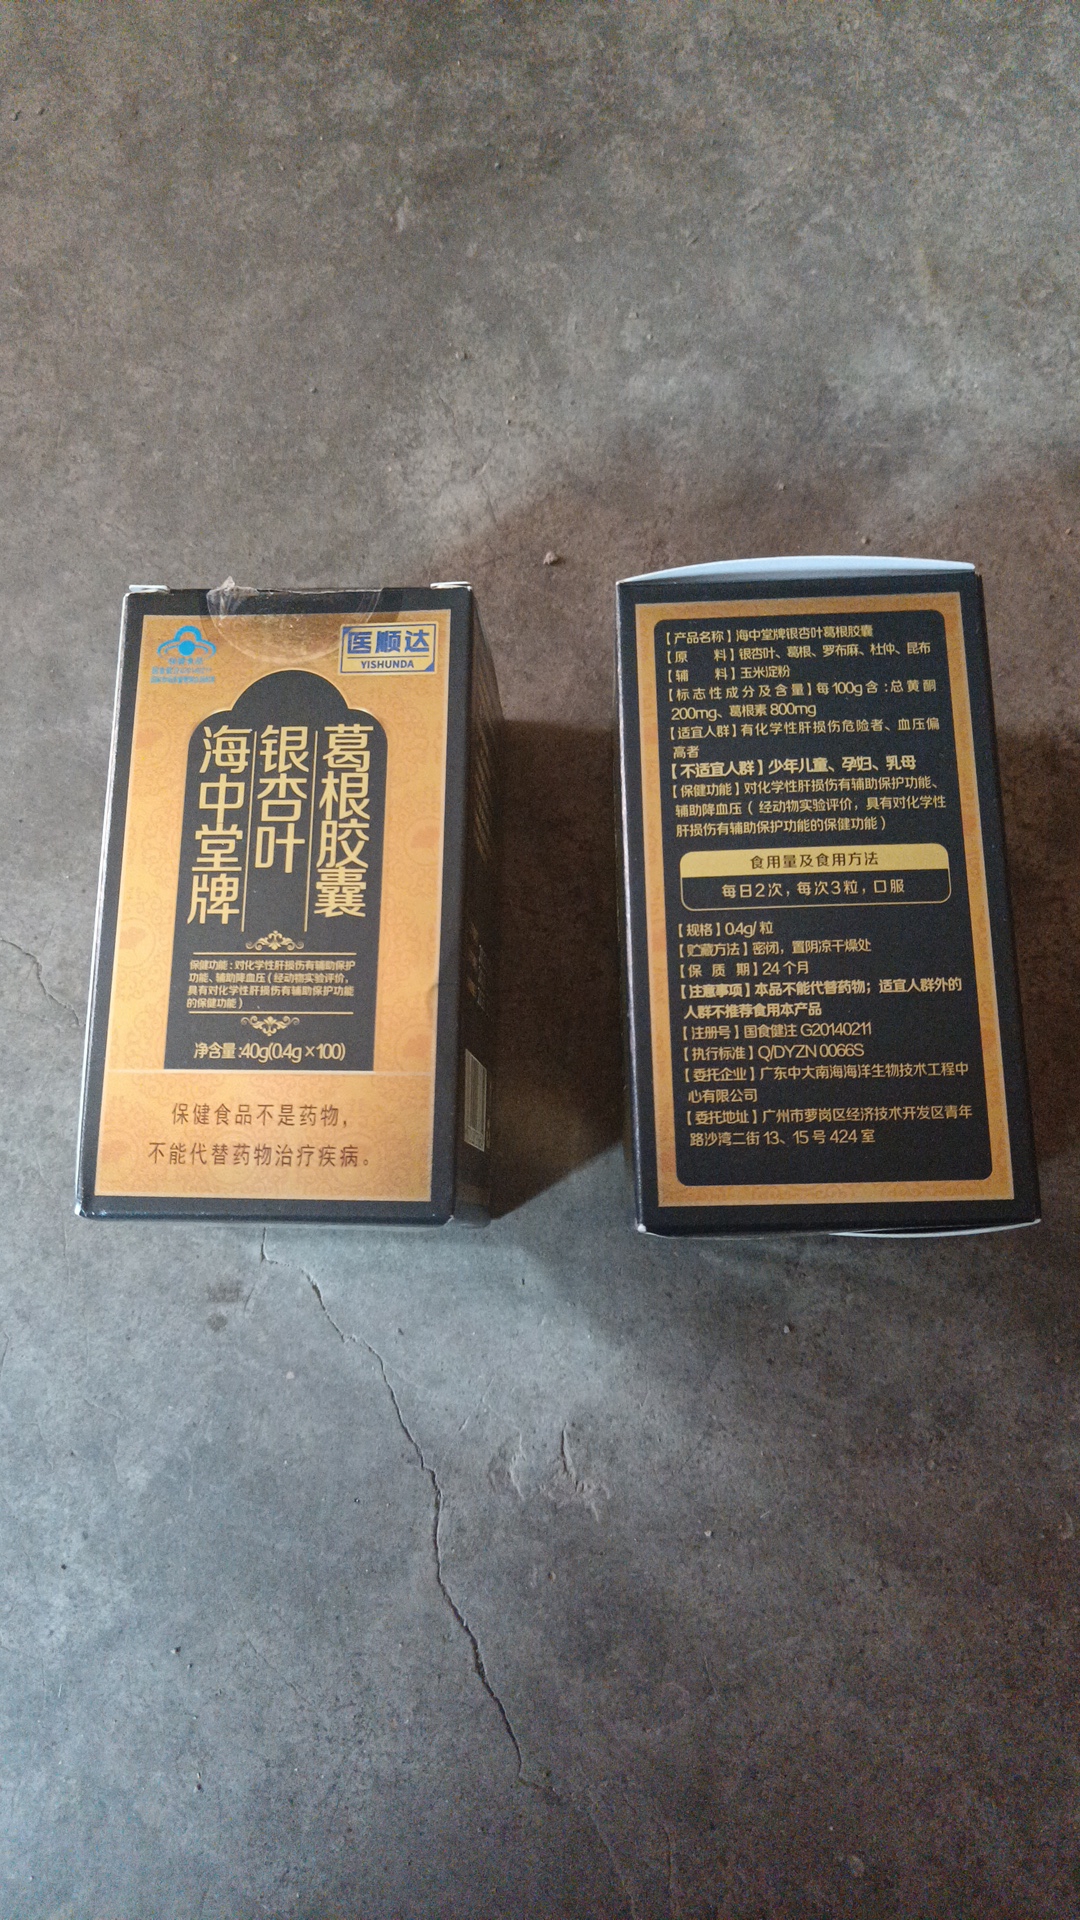 保健食品
医顺达
YISHUNDA
海中堂牌
银杏叶
葛根胶囊
保健功能：对化学性肝损伤有辅助保护
功能、辅助降血压（经动物实验评价，
具有对化学性肝损伤有辅助保护功能
的保健功能）
净含量:40g(0.4g×100)
保健食品不是药物，
不能代替药物治疗疾病。
【产品名称】海中堂牌银杏叶葛根胶囊
【原 料】银杏叶、葛根、罗布麻、杜仲、昆布
【辅 料】玉米淀粉
【标志性成分及含量】每100g含：总黄酮
200mg、葛根素800mg
【适宜人群】有化学性肝损伤危险者、血压偏
高者
【不适宜人群】少年儿童、孕妇、乳母
【保健功能】对化学性肝损伤有辅助保护功能、
辅助降血压（经动物实验评价，具有对化学性
肝损伤有辅助保护功能的保健功能）
食用量及食用方法
每日2次，每次3粒，口服
【规格】0.4g/粒
【贮藏方法】密闭，置阴凉干燥处
【保 质 期】24个月
【注意事项】本品不能代替药物；适宜人群外的
人群不推荐食用本产品
【注册号】国食健注G20140211
【执行标准】Q/DYZN 0066S
【委托企业】广东中大南海海洋生物技术工程中
心有限公司
【委托地址】广州市萝岗区经济技术开发区青年
路沙湾二街13、15号424室